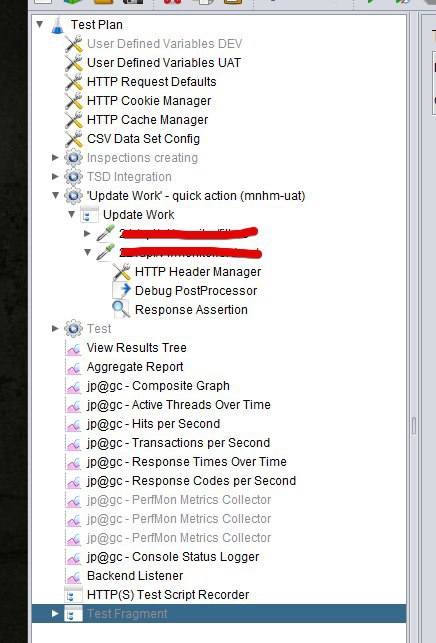 Test Plan
User Defined Variables DEV
User Defined Variables UAT
HTTP Request Defaults
HTTP Cookie Manager
HTTP Cache Manager
CSV Data Set Config
Inspections creating
TSD Integration
'Update Work' - quick action (mnhm-uat)
Update Work
HTTP Header Manager
Debug PostProcessor
Response Assertion
Test
View Results Tree
Aggregate Report
jp@gc - Composite Graph
jp@gc - Active Threads Over Time
jp@gc - Hits per Second
jp@gc - Transactions per Second
jp@gc - Response Times Over Time
jp@gc - Response Codes per Second
jp@gc - PerfMon Metrics Collector
jp@gc - PerfMon Metrics Collector
jp@gc - PerfMon Metrics Collector
jp@gc - Console Status Logger
Backend Listener
HTTP(S) Test Script Recorder
Test Fragment